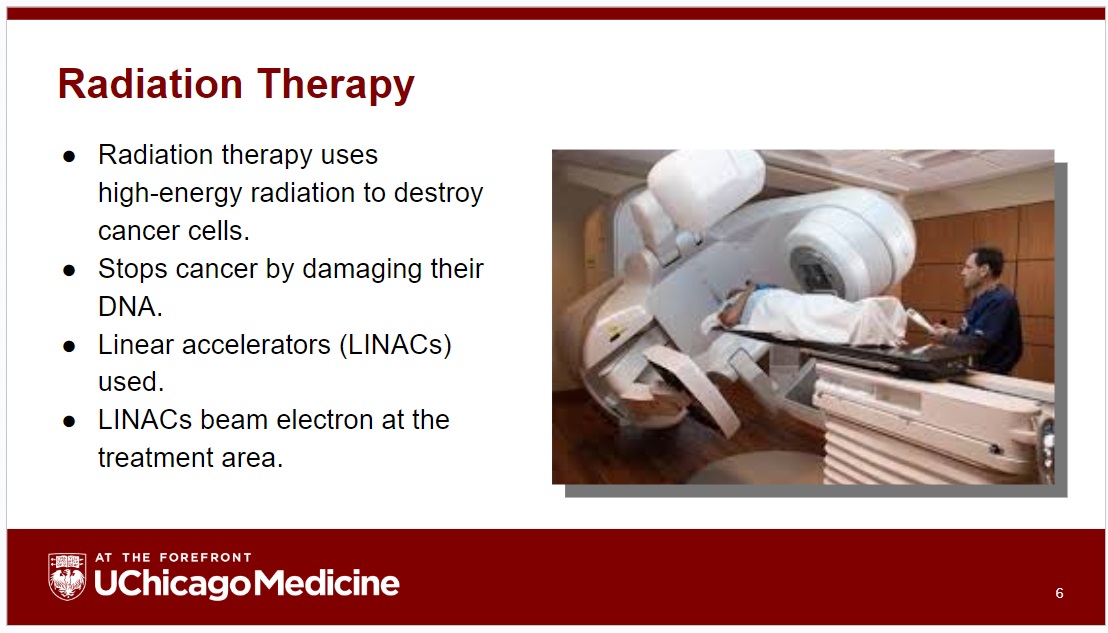 Radiation Therapy
● Radiation therapy uses
high-energy radiation to destroy
cancer cells.
● Stops cancer by damaging their
DNA.
● Linear accelerators (LINACs)
used.
● LINACs beam electron at the
treatment area.
AT THE FOREFRONT
UChicagoMedicine
6